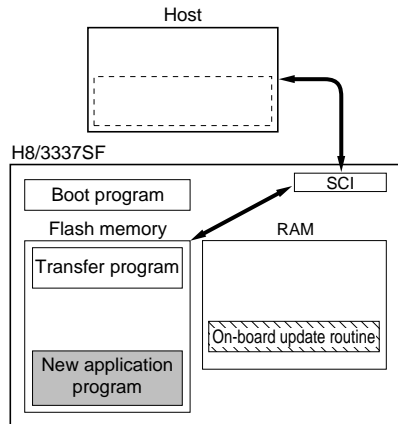 Host
H8/3337SF
SCI
Boot program
Flash memory
RAM
Transfer program
On-board update routine
New application
program